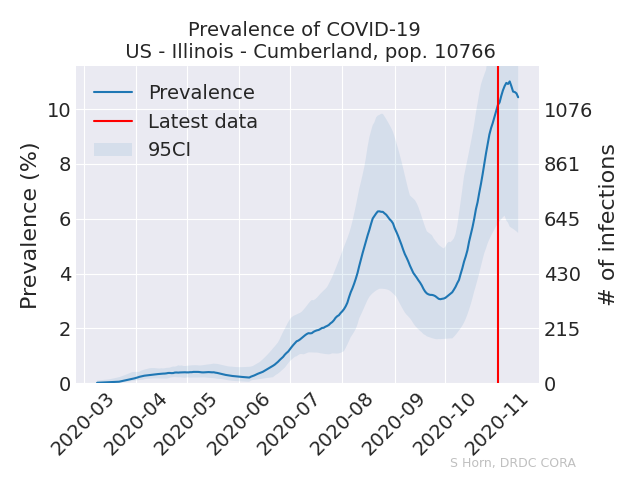 Prevalence of COVID-19
US - Illinois - Cumberland, pop. 10766
Prevalence
Latest data
95CI
Prevalence (%)
10
8
6
4
2
0
1076
861
645
430
215
0
# of infections
2020-03
2020-04
2020-05
2020-06
2020-07
2020-08
2020-09
2020-10
2020-11
S Horn, DRDC CORA